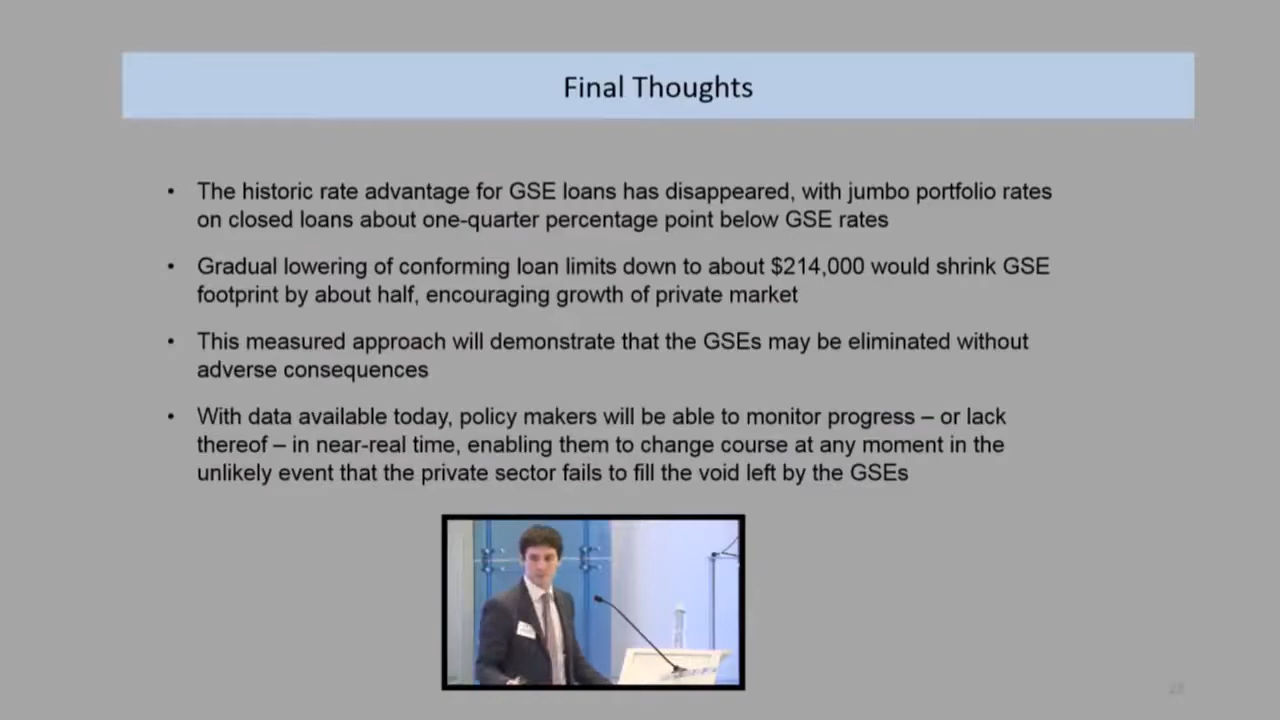 Final Thoughts
• The historic rate advantage for GSE loans has disappeared, with jumbo portfolio rates
on closed loans about one-quarter percentage point below GSE rates
• Gradual lowering of conforming loan limits down to about $214,000 would shrink GSE
footprint by about half, encouraging growth of private market
• This measured approach will demonstrate that the GSEs may be eliminated without
adverse consequences
• With data available today, policy makers will be able to monitor progress – or lack
thereof – in near-real time, enabling them to change course at any moment in the
unlikely event that the private sector fails to fill the void left by the GSEs